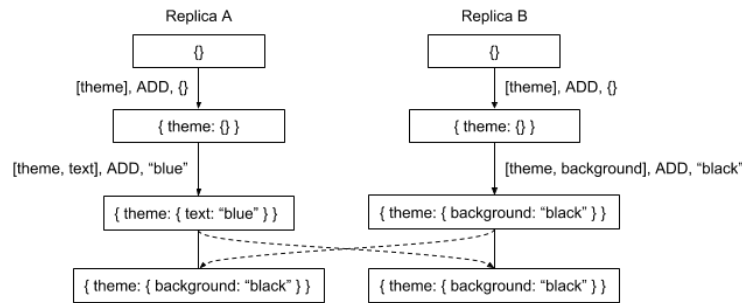 Replica A
Replica B
{}
{}
[theme], ADD, {}
[theme], ADD, {}
{ theme: {} }
{ theme: {} }
[theme, text], ADD, “blue”
[theme, background], ADD, “black”
{ theme: { text: “blue” } }
{ theme: { background: “black” } }
{ theme: { background: “black” } }
{ theme: { background: “black” } }